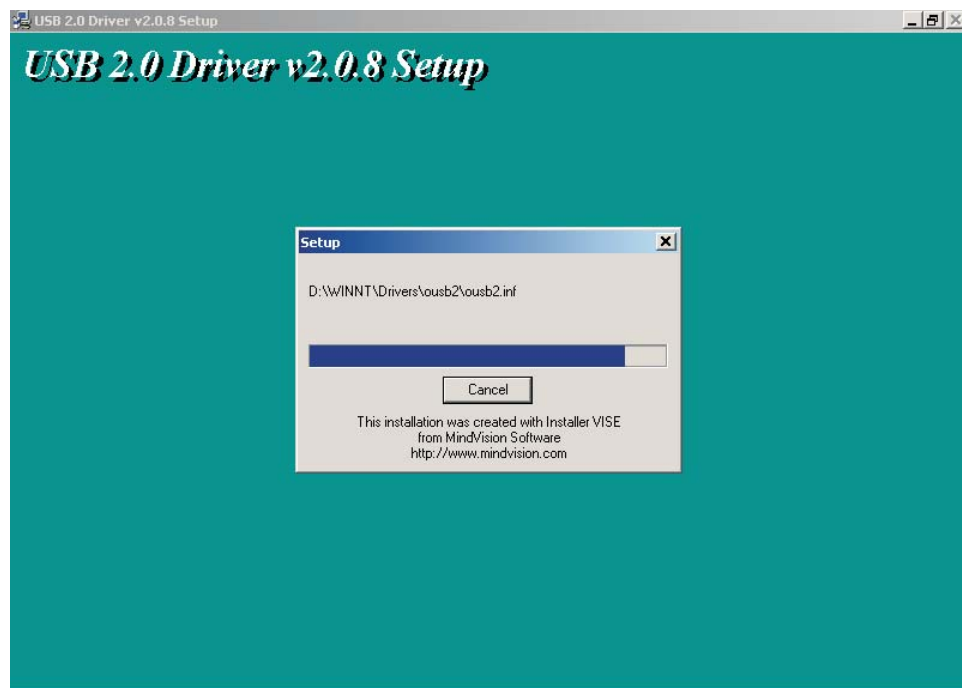 USB 2.0 Driver v2.0.8 Setup
USB 2.0 Driver v2.0.8 Setup
Setup
D:\WINNT\Drivers\ousb2\ousb2.inf
Cancel
This installation was created with Installer VISE
from MindVision Software
http://www.mindvision.com